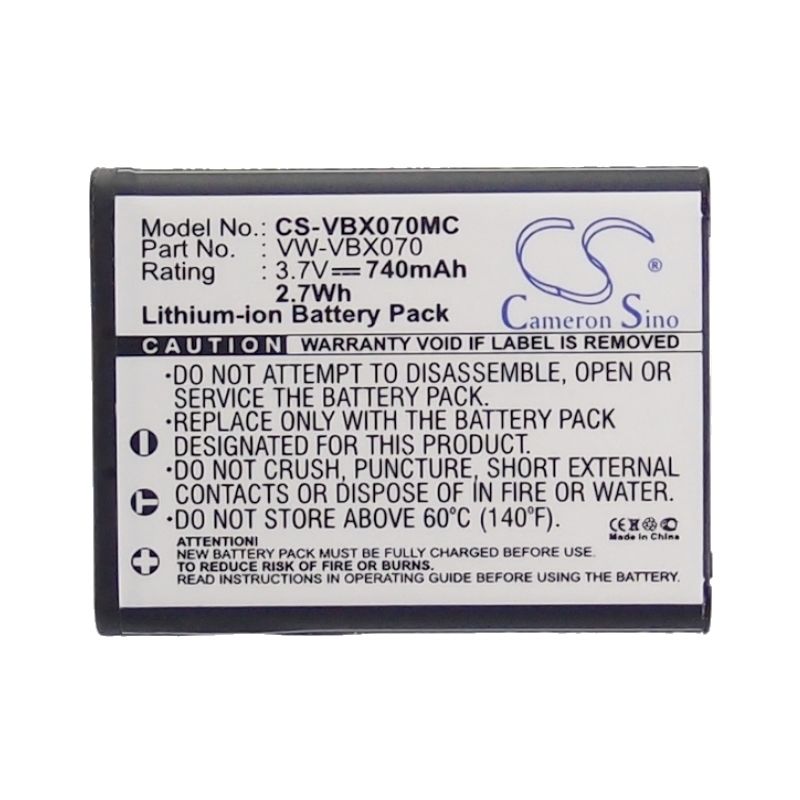 Model No.: CS-VBX070MC
Part No. : VW-VBX070
Rating : 3.7V 740mAh
2.7Wh
Lithium-ion Battery Pack
CS ®
Cameron Sino
CAUTION WARRANTY VOID IF LABEL IS REMOVED
·DO NOT ATTEMPT TO DISASSEMBLE, OPEN OR
SERVICE THE BATTERY PACK.
·REPLACE ONLY WITH THE BATTERY PACK
DESIGNATED FOR THIS PRODUCT.
·DO NOT CRUSH, PUNCTURE, SHORT EXTERNAL
CONTACTS OR DISPOSE OF IN FIRE OR WATER.
·DO NOT STORE ABOVE 60°C (140°F).
ATTENTION!
NEW BATTERY PACK MUST BE FULLY CHARGED BEFORE USE
TO REDUCE RISK OF FIRE OR BURNS.
READ INSTRUCTIONS IN OPERATING GUIDE BEFORE USING THE BATTERY.
T
CE
Made in China